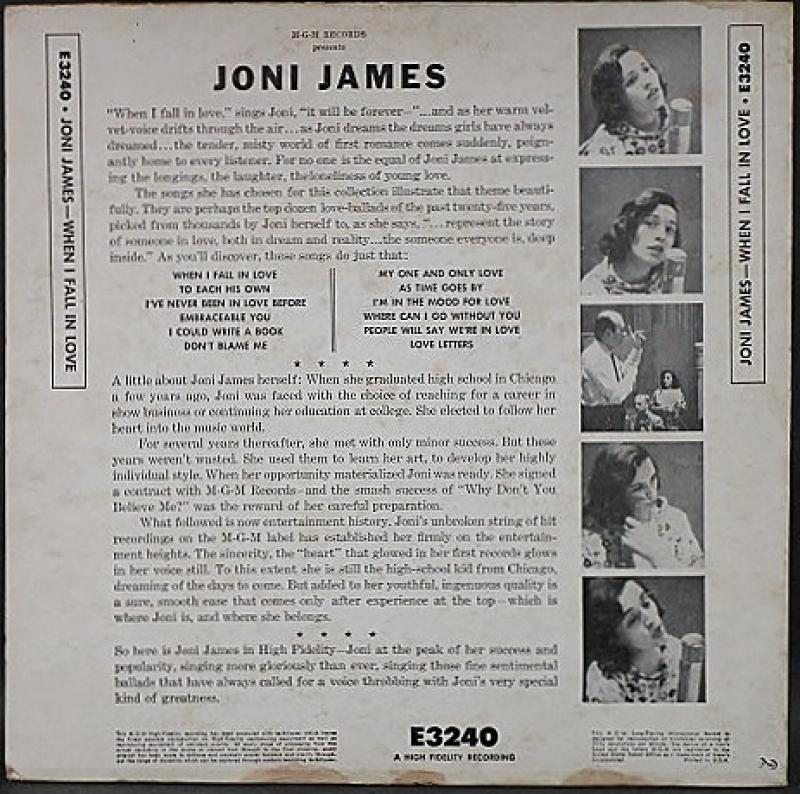 M-G-M RECORDS
presents
JONI JAMES
E3240 • JONI JAMES—WHEN I FALL IN LOVE
"When I fall in love," sings Joni, "it will be forever—"...and as her warm vel-
vet-voice drifts through the air...as Joni dreams the dreams girls have always
dreamed...the tender, misty world of first romance comes suddenly, poign-
antly home to every listener. For no one is the equal of Joni James at express-
ing the longings, the laughter, theloneliness of young love.
The songs she has chosen for this collection illustrate that theme beauti-
fully. They are perhaps the top dozen love-ballads of the past twenty-five years,
picked from thousands by Joni herself to, as she says, "...represent the story
of someone in love, both in dream and reality...the someone everyone is, deep
inside." As you'll discover, these songs do just that:
WHEN I FALL IN LOVE
TO EACH HIS OWN
I'VE NEVER BEEN IN LOVE BEFORE
EMBRACEABLE YOU
I COULD WRITE A BOOK
DON'T BLAME ME
MY ONE AND ONLY LOVE
AS TIME GOES BY
I'M IN THE MOOD FOR LOVE
WHERE CAN I GO WITHOUT YOU
PEOPLE WILL SAY WE'RE IN LOVE
LOVE LETTERS
* * * *
A little about Joni James herself: When she graduated high school in Chicago
a few years ago, Joni was faced with the choice of reaching for a career in
show business or continuing her education at college. She elected to follow her
heart into the music world.
For several years thereafter, she met with only minor success. But these
years weren't wasted. She used them to learn her art, to develop her highly
individual style. When her opportunity materialized Joni was ready. She signed
a contract with M-G-M Records—and the smash success of "Why Don't You
Believe Me?" was the reward of her careful preparation.
What followed is now entertainment history. Joni's unbroken string of hit
recordings on the M-G-M label has established her firmly on the entertain-
ment heights. The sincerity, the "heart" that glowed in her first records glows
in her voice still. To this extent she is still the high-school kid from Chicago,
dreaming of the days to come. But added to her youthful, ingenuous quality is
a sure, smooth ease that comes only after experience at the top—which is
where Joni is, and where she belongs.
* * * *
So here is Joni James in High Fidelity—Joni at the peak of her success and
popularity, singing more gloriously than ever, singing those fine sentimental
ballads that have always called for a voice throbbing with Joni's very special
kind of greatness.
E3240
A HIGH FIDELITY RECORDING
JONI JAMES—WHEN I FALL IN LOVE • E3240